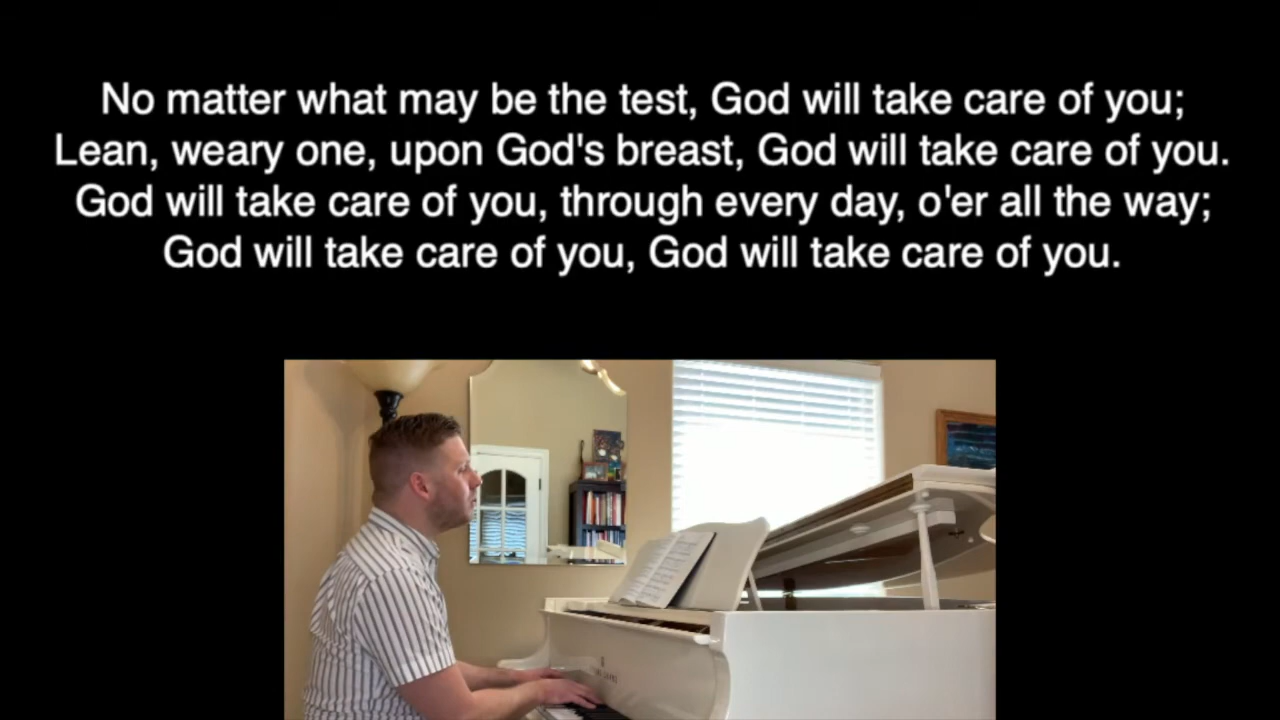 No matter what may be the test, God will take care of you;
Lean, weary one, upon God's breast, God will take care of you.
God will take care of you, through every day, o'er all the way;
God will take care of you, God will take care of you.